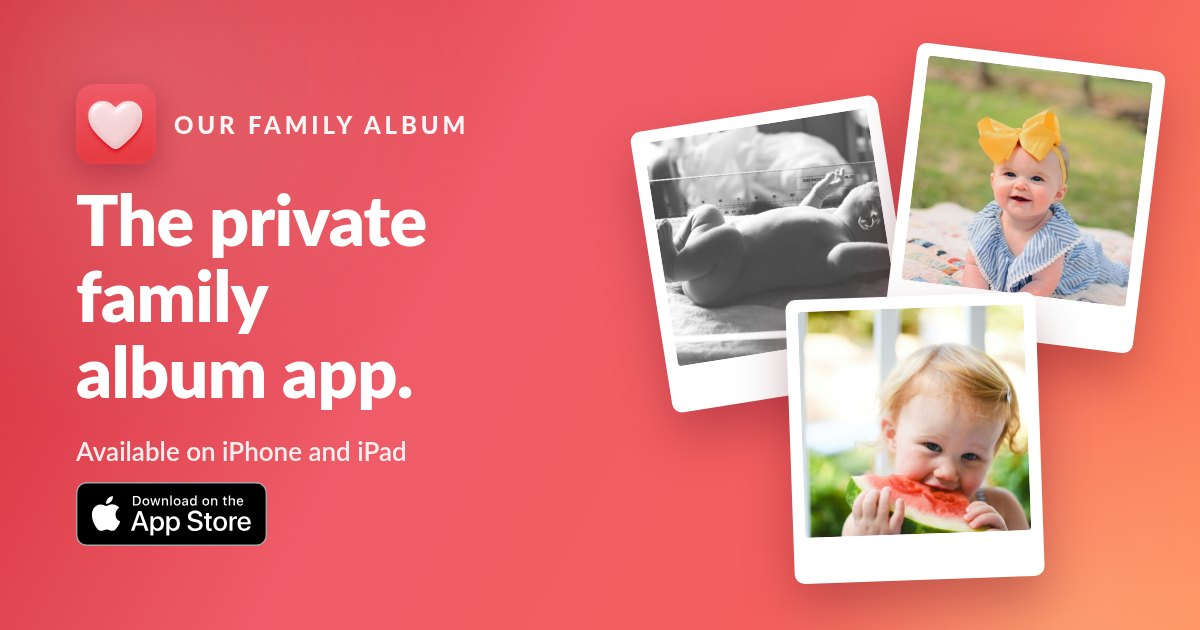 OUR FAMILY ALBUM
The private
family
album app.
Available on iPhone and iPad
Download on the
App Store